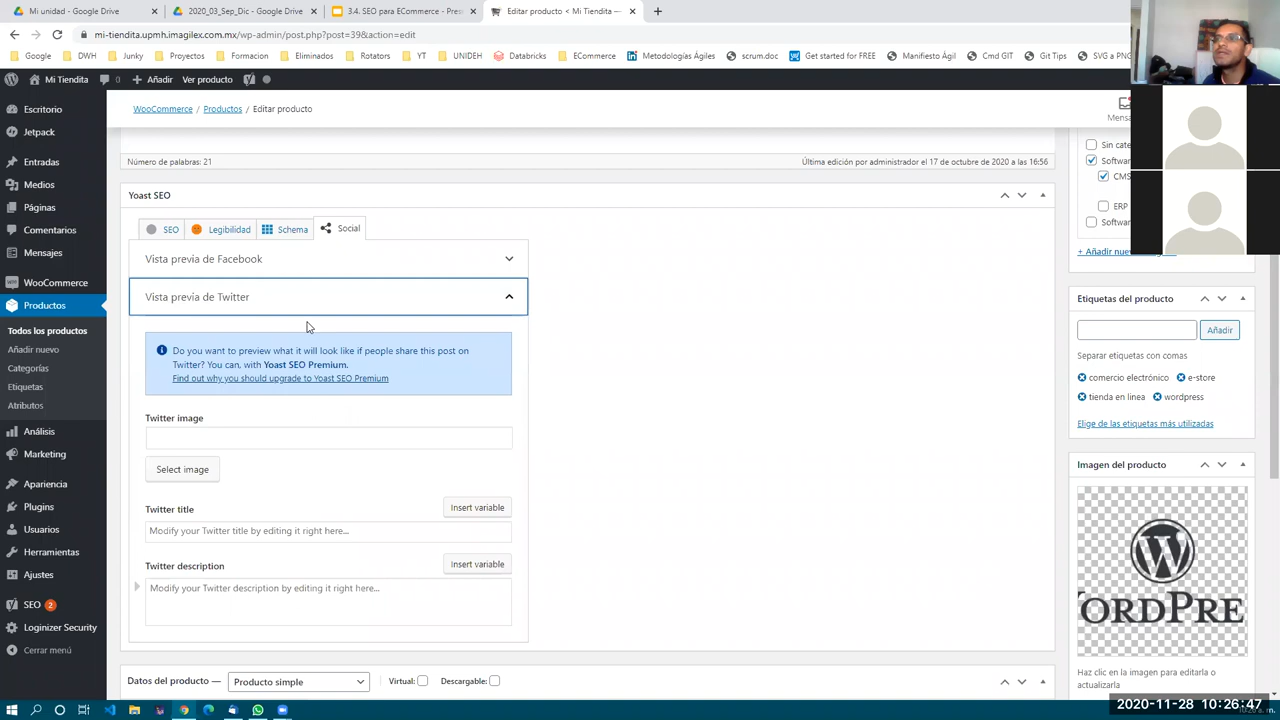 Mi unidad - Google Drive
2020_03_Sep_Dic - Google Drive
3.4. SEO para ECommerce - Pres
Editar producto < Mi Tiendita —
mi-tiendita.upmh.imagilex.com.mx/wp-admin/post.php?post=39&action=edit
Google
DWH
Junky
Proyectos
Formacion
Eliminados
Rotators
YT
UNIDEH
Databricks
ECommerce
Metodologías Ágiles
scrum.doc
Get started for FREE
Manifiesto Ágil
Cmd GIT
Git Tips
SVG a PNG
Mi Tienditа
0
Añadir
Ver producto
Escritorio
Jetpack
Entradas
Medios
Páginas
Comentarios
Mensajes
WooCommerce
Productos
Todos los productos
Añadir nuevo
Categorías
Etiquetas
Atributos
Análisis
Marketing
Apariencia
Plugins
Usuarios
Herramientas
Ajustes
SEO 2
Loginizer Security
Cerrar menú
WooCommerce / Productos / Editar producto
Mensa
Número de palabras: 21
Última edición por administrador el 17 de octubre de 2020 a las 16:56
Yoast SEO
SEO
Legibilidad
Schema
Social
Vista previa de Facebook
Vista previa de Twitter
Do you want to preview what it will look like if people share this post on
Twitter? You can, with Yoast SEO Premium.
Find out why you should upgrade to Yoast SEO Premium
Twitter image
Select image
Twitter title
Insert variable
Modify your Twitter title by editing it right here...
Twitter description
Insert variable
Modify your Twitter description by editing it right here...
Datos del producto —
Producto simple
Virtual:
Descargable:
Sin cate
Software
CMS
ERP
Softwar
+ Añadir nuev
Etiquetas del producto
Añadir
Separar etiquetas con comas
comercio electrónico
e-store
tienda en linea
wordpress
Elige de las etiquetas más utilizadas
Imagen del producto
ORDPRE
Haz clic en la imagen para editarla o
actualizarla
2020-11-28 10:26:47